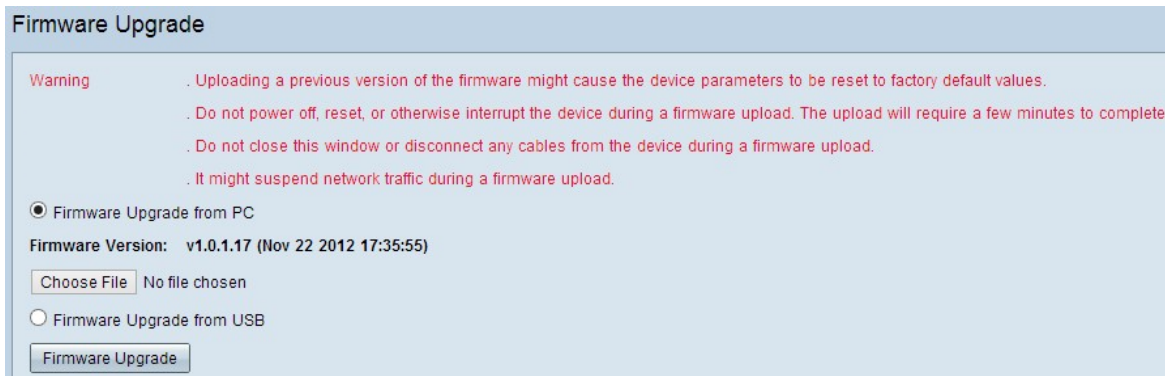 Firmware Upgrade
Warning . Uploading a previous version of the firmware might cause the device parameters to be reset to factory default values.
. Do not power off, reset, or otherwise interrupt the device during a firmware upload. The upload will require a few minutes to complete
. Do not close this window or disconnect any cables from the device during a firmware upload.
. It might suspend network traffic during a firmware upload.
Firmware Upgrade from PC
Firmware Version: v1.0.1.17 (Nov 22 2012 17:35:55)
Choose File No file chosen
Firmware Upgrade from USB
Firmware Upgrade